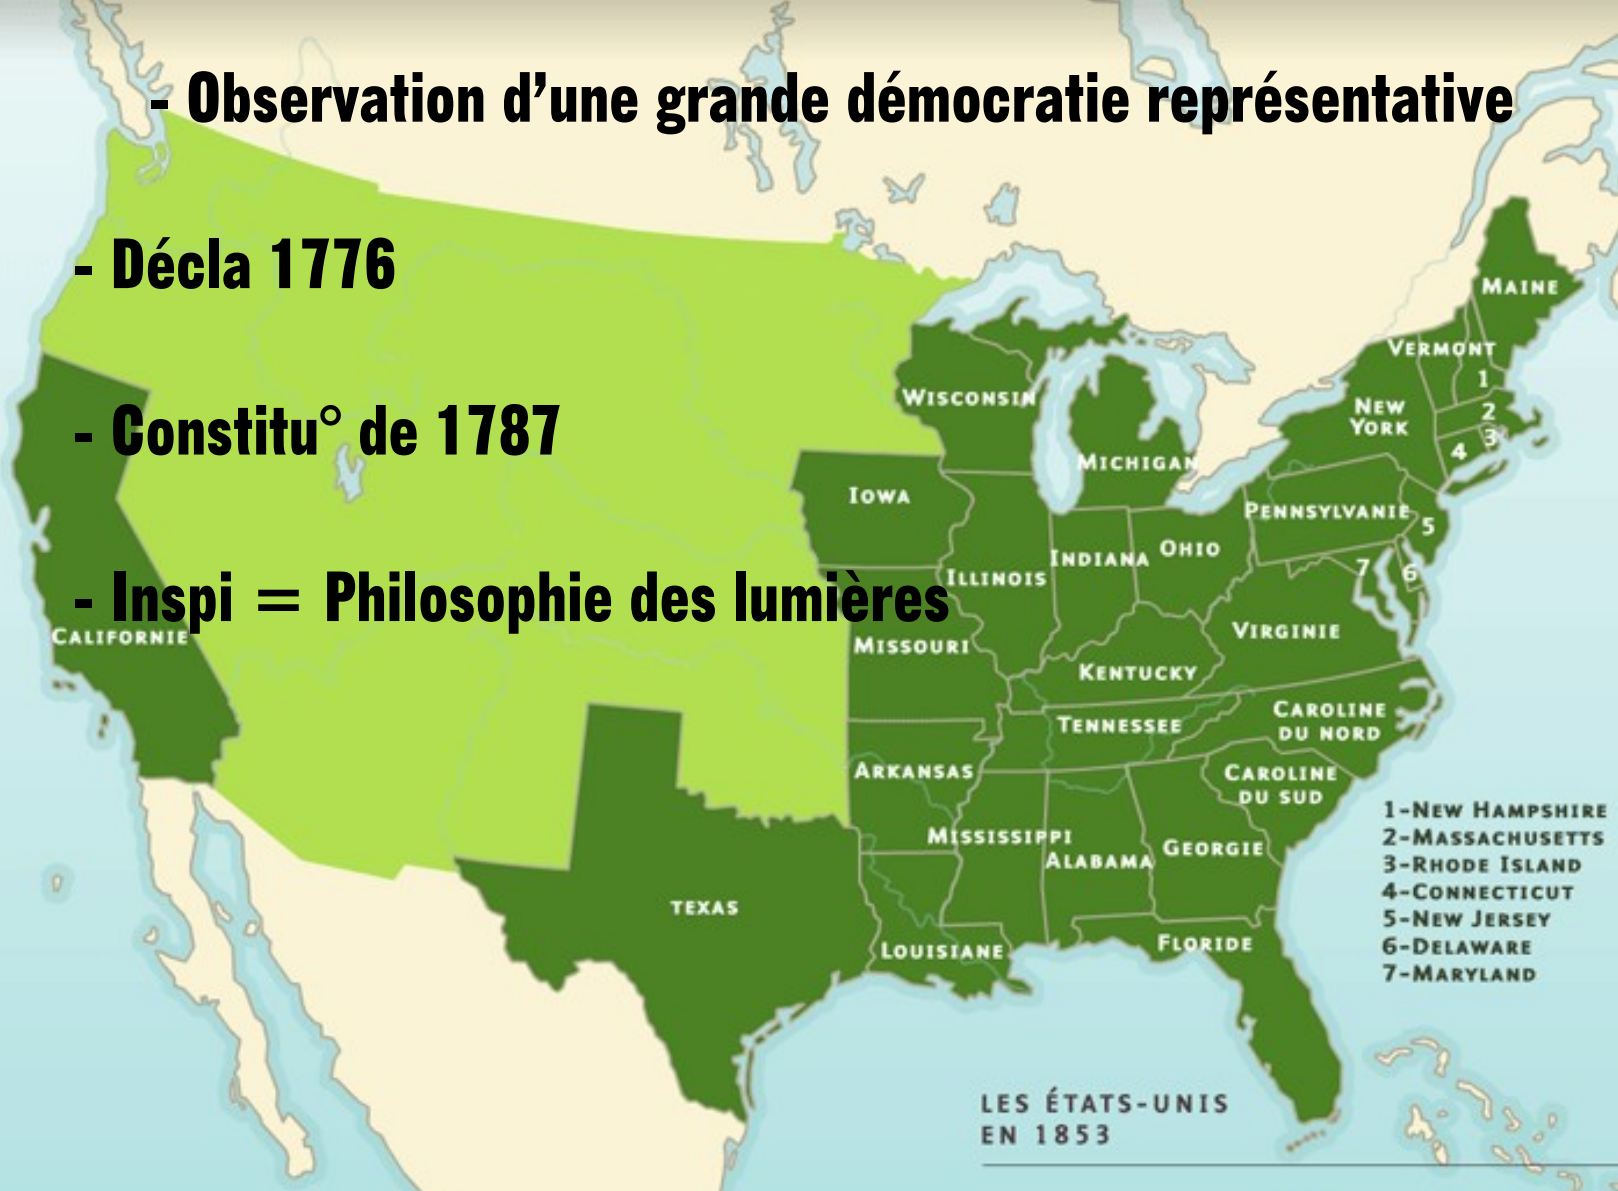 - Observation d’une grande démocratie représentative
- Décla 1776
- Constitu° de 1787
- Inspi = Philosophie des lumières
MAINE
VERMONT
1
WISCONSIN
NEW
YORK
2
3
4
MICHIGAN
IOWA
PENNSYLVANIE
5
INDIANA
OHIO
7
6
ILLINOIS
CALIFORNIE
MISSOURI
VIRGINIE
KENTUCKY
CAROLINE
DU NORD
TENNESSEE
ARKANSAS
CAROLINE
DU SUD
MISSISSIPPI
ALABAMA
GEORGIE
TEXAS
LOUISIANE
FLORIDE
1-NEW HAMPSHIRE
2-MASSACHUSETTS
3-RHODE ISLAND
4-CONNECTICUT
5-NEW JERSEY
6-DELAWARE
7-MARYLAND
LES ÉTATS-UNIS
EN 1853